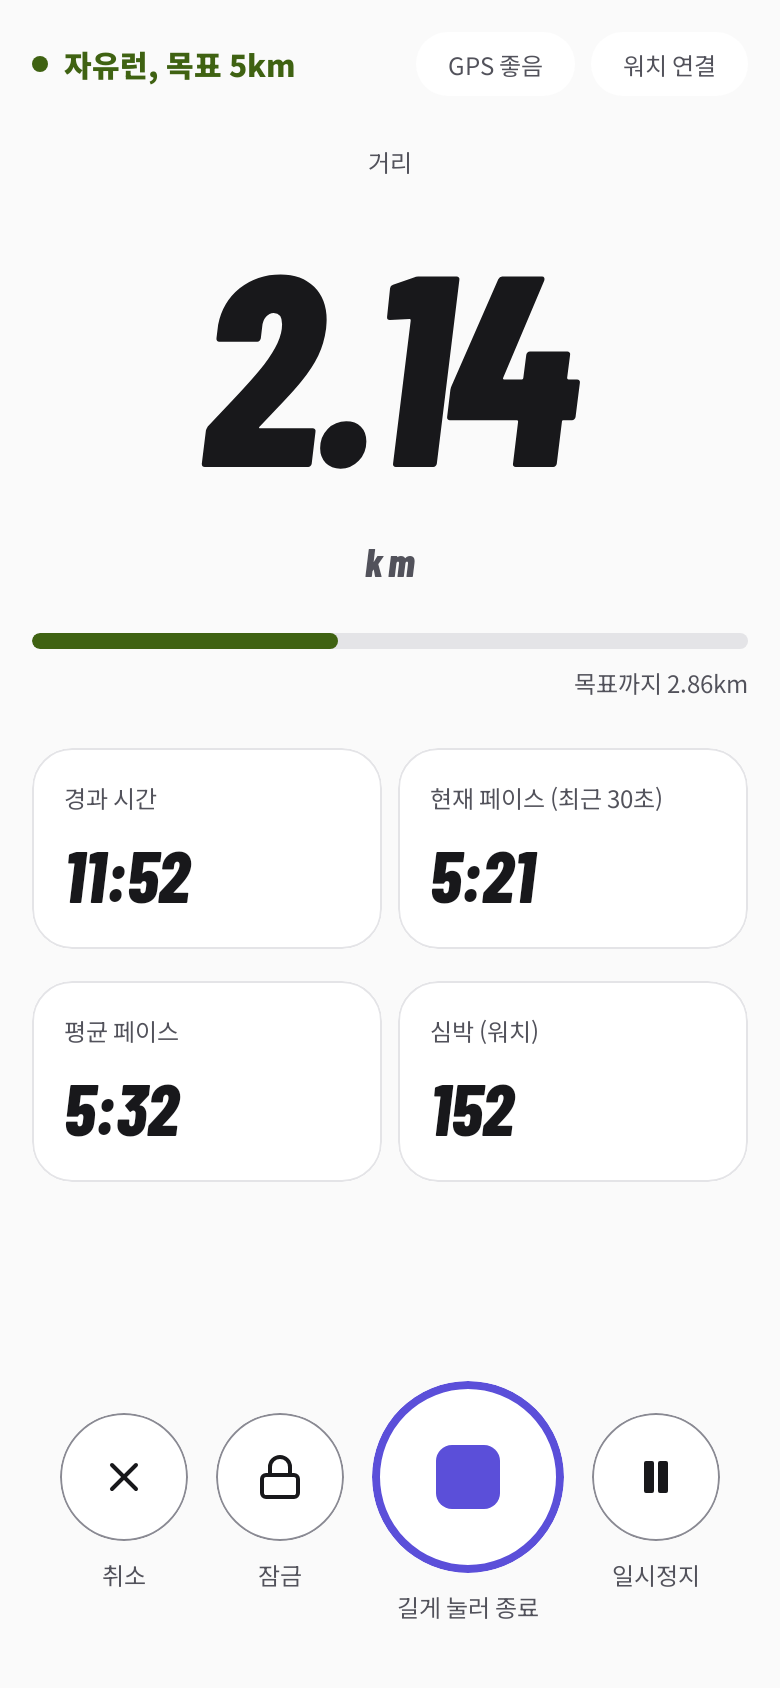 자유런, 목표 5km
GPS 좋음
워치 연결
거리
2.14
km
목표까지 2.86km
경과 시간
11:52
현재 페이스 (최근 30초)
5:21
평균 페이스
5:32
심박 (워치)
152
취소
잠금
길게 눌러 종료
일시정지